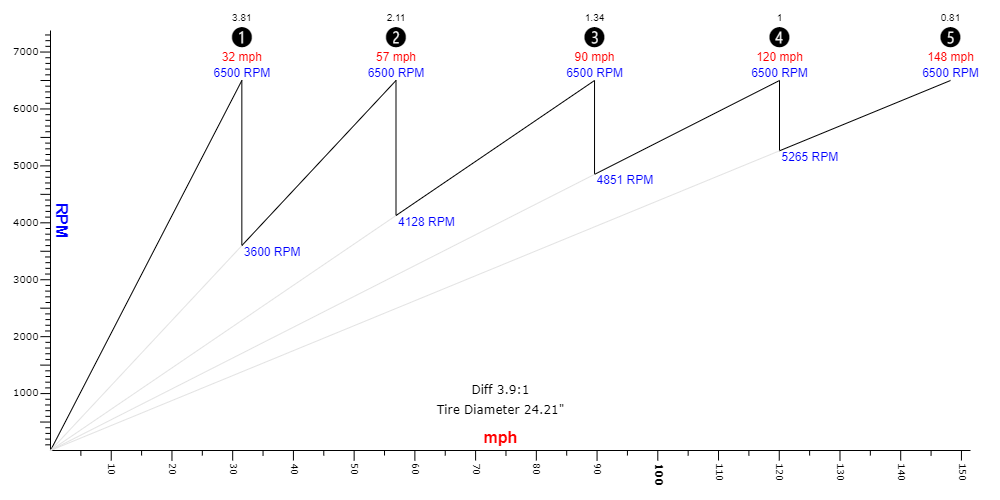 3.81 2.11 1.34 1 0.81
1 2 3 4 5
32 mph 57 mph 90 mph 120 mph 148 mph
6500 RPM 6500 RPM 6500 RPM 6500 RPM 6500 RPM
7000
6000
5265 RPM
5000
4851 RPM
4000
4128 RPM
RPM
3600 RPM
3000
2000
1000
Diff 3.9:1
Tire Diameter 24.21"
mph
10 20 30 40 50 60 70 80 90 100 110 120 130 140 150